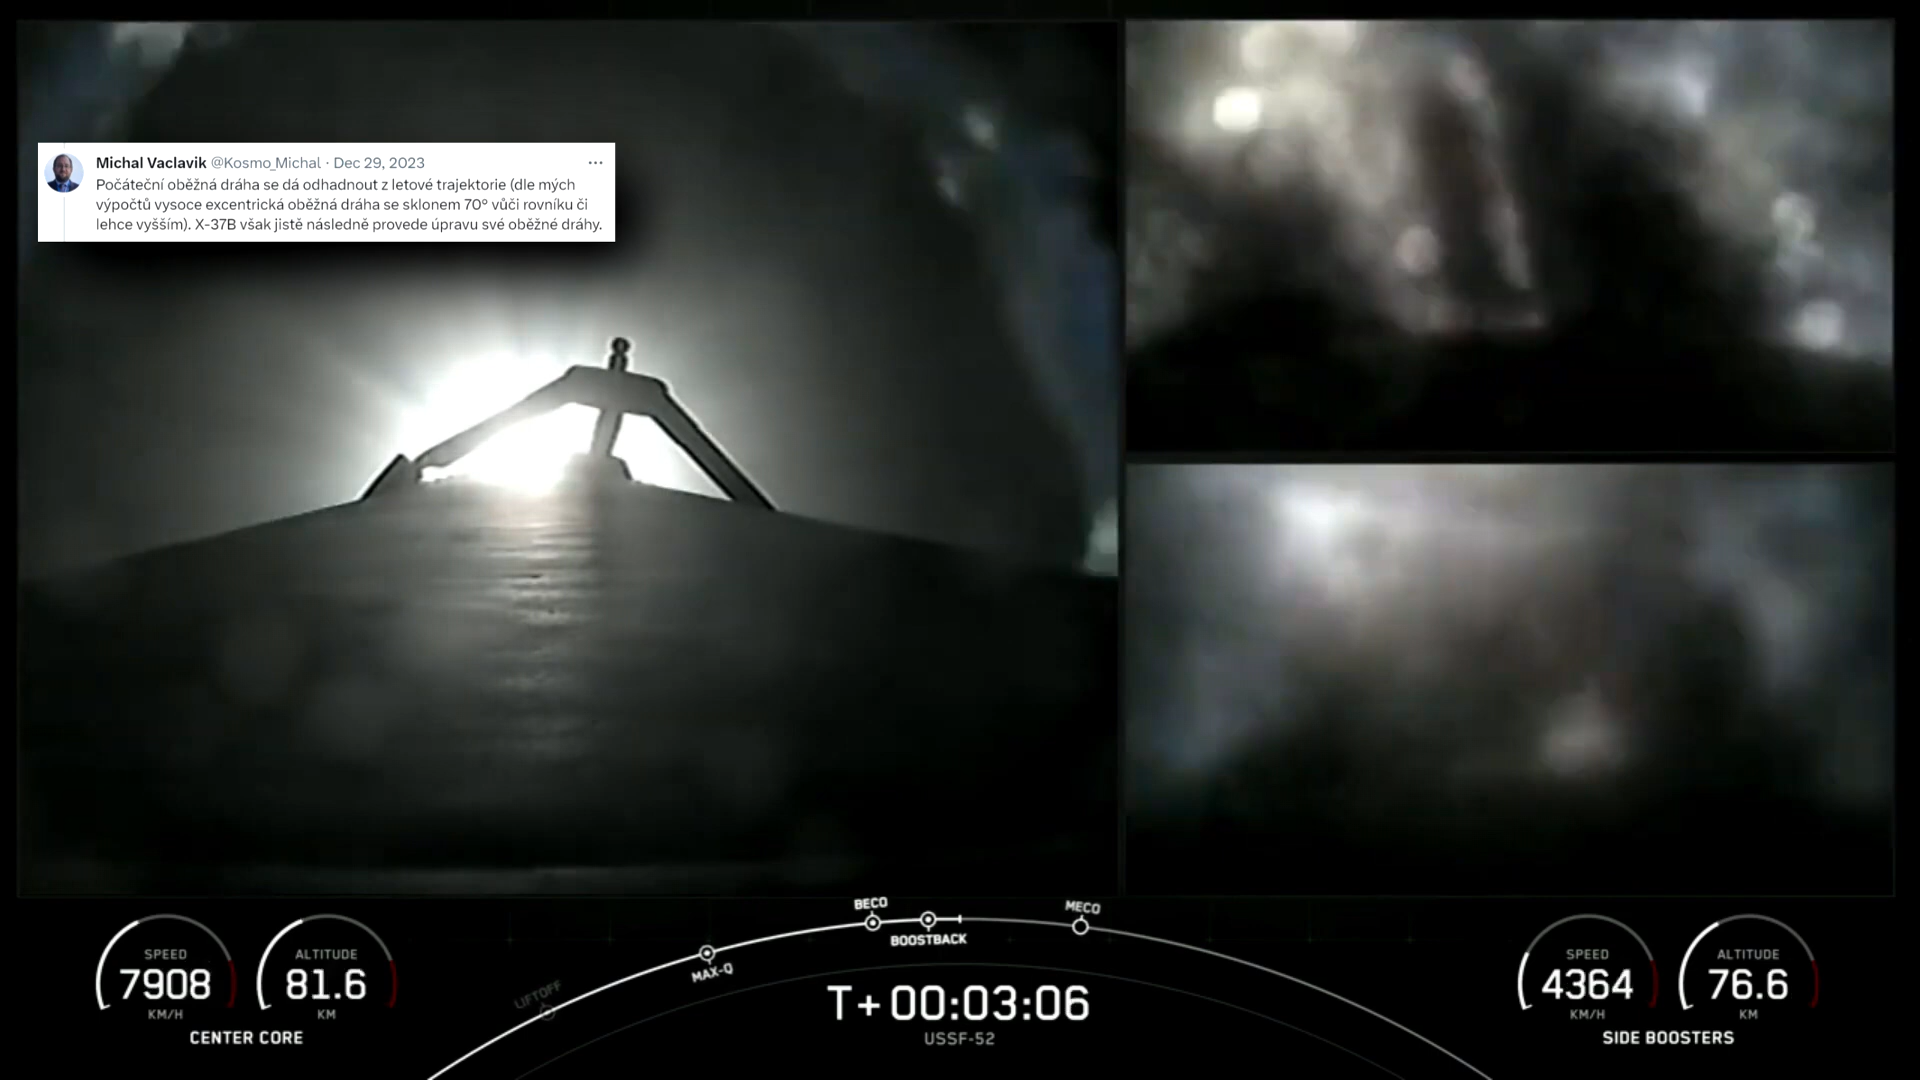 Michal Vaclavik @Kosmo_Michal · Dec 29, 2023 ...
Počáteční oběžná dráha se dá odhadnout z letové trajektorie (dle mých
výpočtů vysoce excentrická oběžná dráha se sklonem 70° vůči rovníku či
lehce vyšším). X-37B však jistě následně provede úpravu své oběžné dráhy.
BECO
MECO
BOOSTBACK
MAX-Q
LIFTOFF
SPEED
7908
KM/H
ALTITUDE
81.6
KM
CENTER CORE
T+00:03:06
USSF-52
SPEED
4364
KM/H
ALTITUDE
76.6
KM
SIDE BOOSTERS